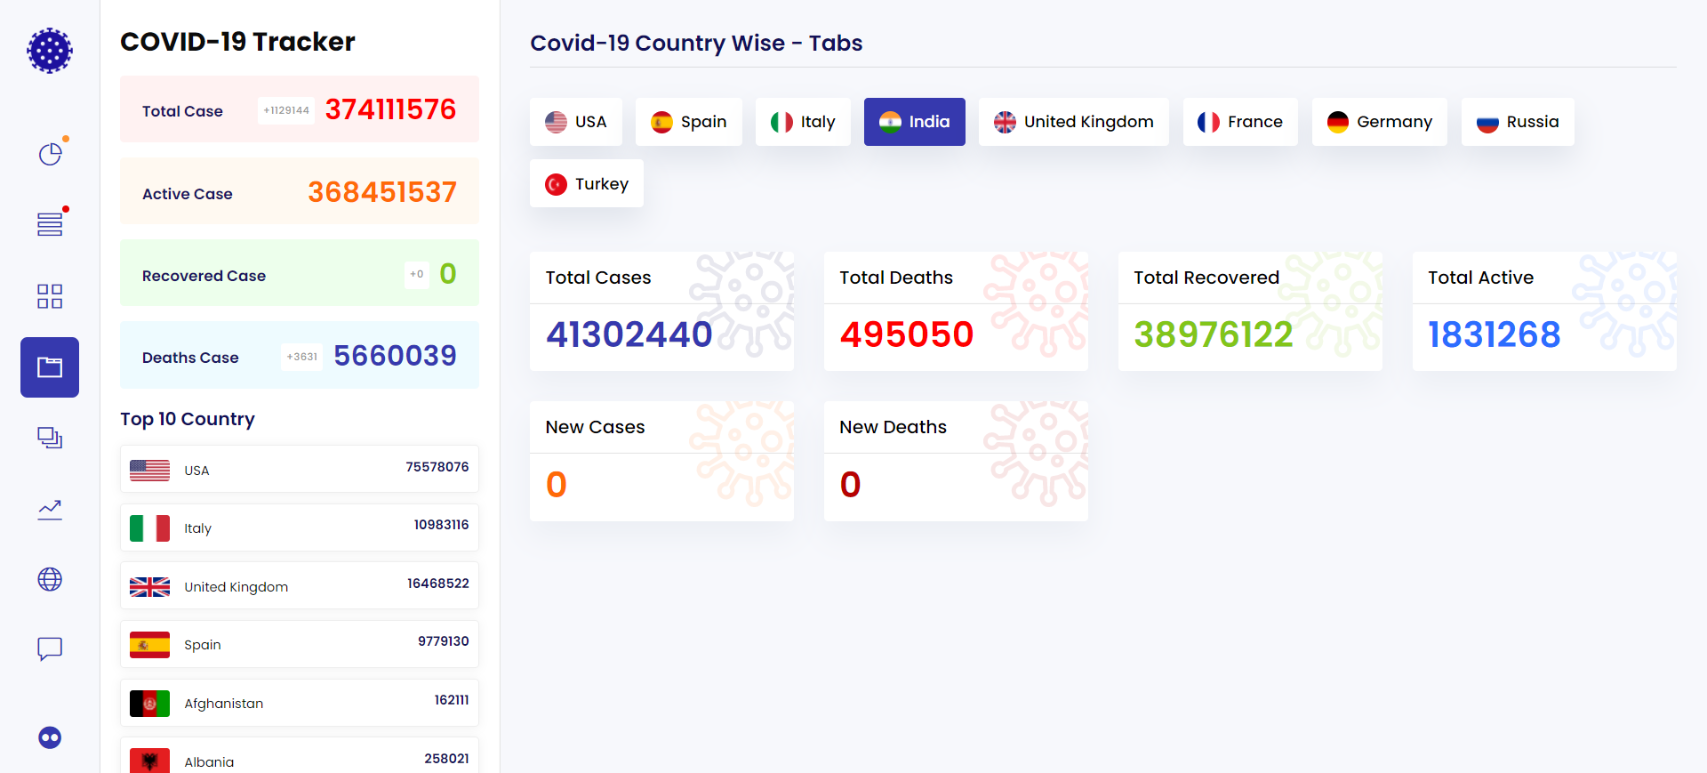 COVID-19 Tracker
Total Case +1129144 374111576
Active Case 368451537
Recovered Case +0 0
Deaths Case +3631 5660039
Top 10 Country
USA 75578076
Italy 10983116
United Kingdom 16468522
Spain 9779130
Afghanistan 162111
Albania 258021
Covid-19 Country Wise - Tabs
USA Spain Italy India United Kingdom France Germany Russia
Turkey
Total Cases
41302440
Total Deaths
495050
Total Recovered
38976122
Total Active
1831268
New Cases
0
New Deaths
0